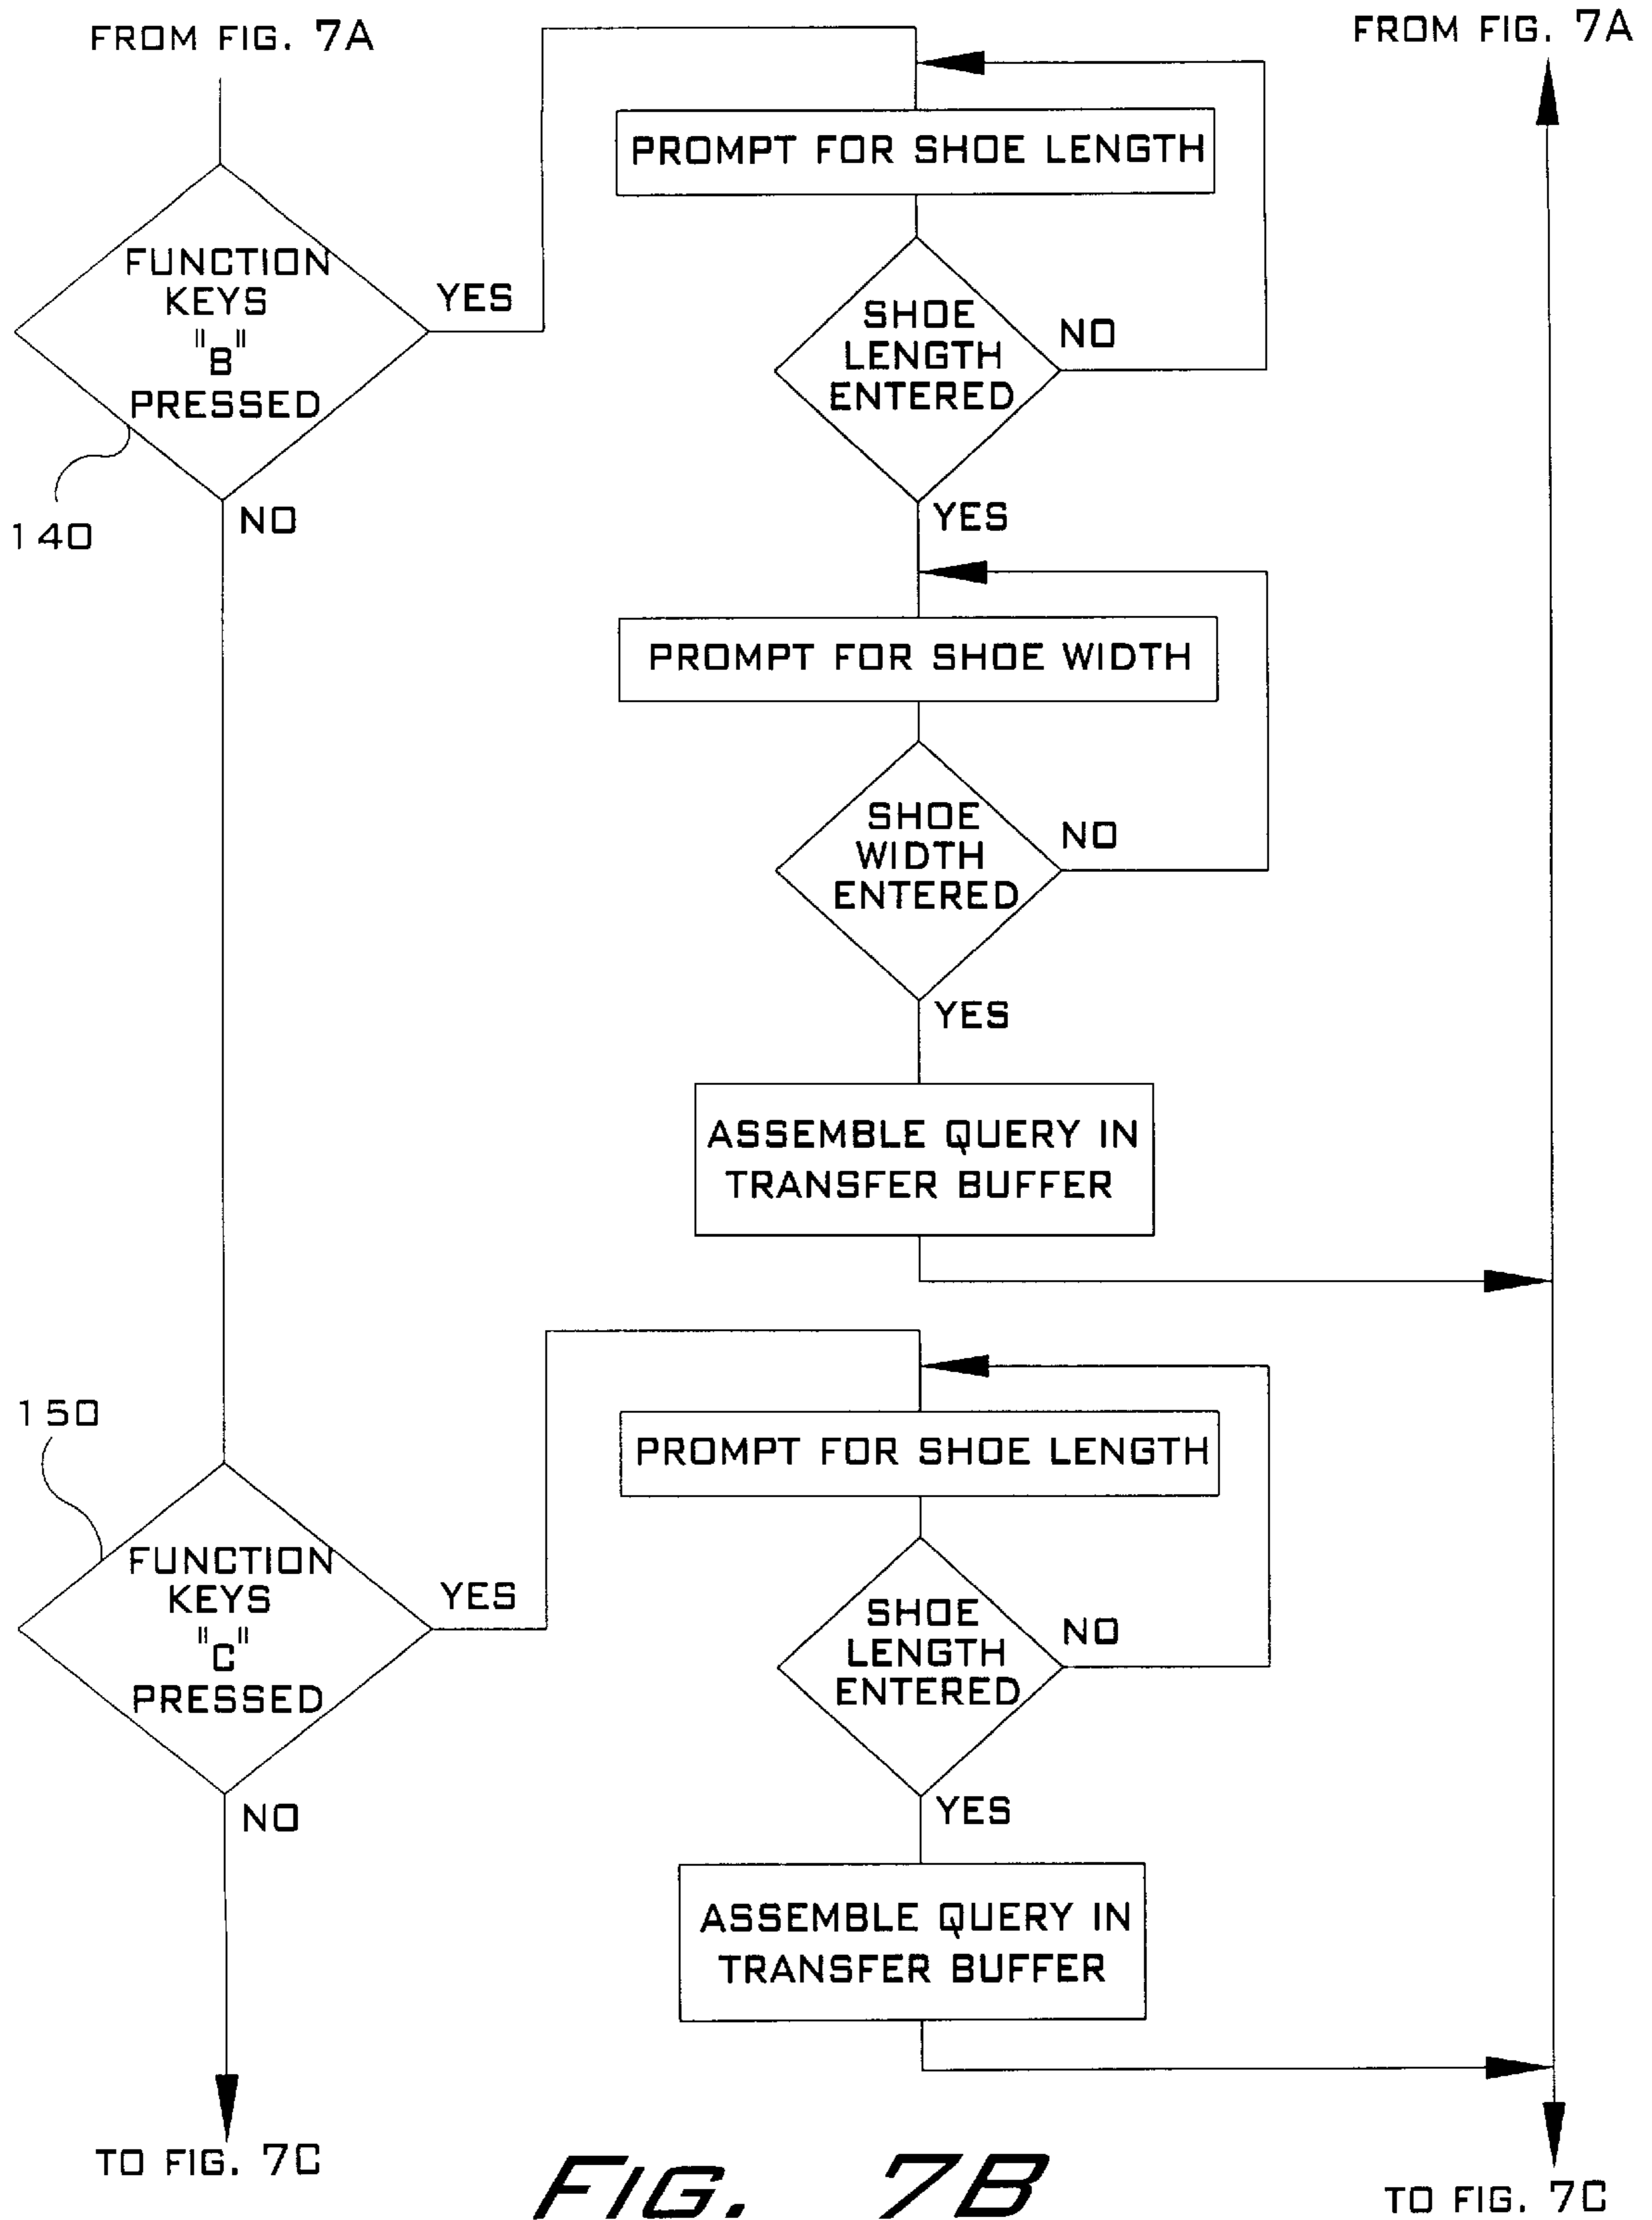 FROM FIG. 7A
FROM FIG. 7A
PROMPT FOR SHOE LENGTH
FUNCTION
KEYS
"B"
PRESSED
YES
SHOE
LENGTH
ENTERED
NO
140
NO
YES
PROMPT FOR SHOE WIDTH
SHOE
WIDTH
ENTERED
NO
YES
ASSEMBLE QUERY IN
TRANSFER BUFFER
150
PROMPT FOR SHOE LENGTH
FUNCTION
KEYS
"C"
PRESSED
YES
SHOE
LENGTH
ENTERED
NO
NO
YES
ASSEMBLE QUERY IN
TRANSFER BUFFER
TO FIG. 7C
FIG. 7B
TO FIG. 7C